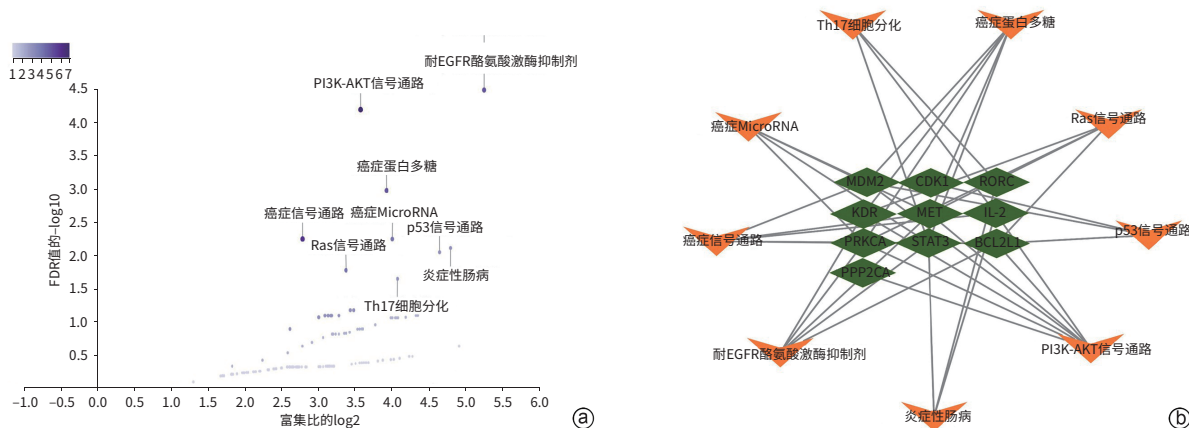 1 2 3 4 5 6 7
耐EGFR酪氨酸激酶抑制剂
PI3K-AKT信号通路
癌症蛋白多糖
癌症信号通路
癌症MicroRNA
p53信号通路
Ras信号通路
炎症性肠病
Th17细胞分化
FDR值的–log10
4.5
4.0
3.5
3.0
2.5
2.0
1.5
1.0
0.5
–1.0 –0.5 0.0 0.5 1.0 1.5 2.0 2.5 3.0 3.5 4.0 4.5 5.0 5.5 6.0
富集比的log2
a
Th17细胞分化
癌症蛋白多糖
癌症MicroRNA
Ras信号通路
MDM2 CDK1 RORC
KDR MET IL-2
癌症信号通路
PRKCA STAT3 BCL2L1
p53信号通路
PPP2CA
耐EGFR酪氨酸激酶抑制剂
PI3K-AKT信号通路
炎症性肠病
b